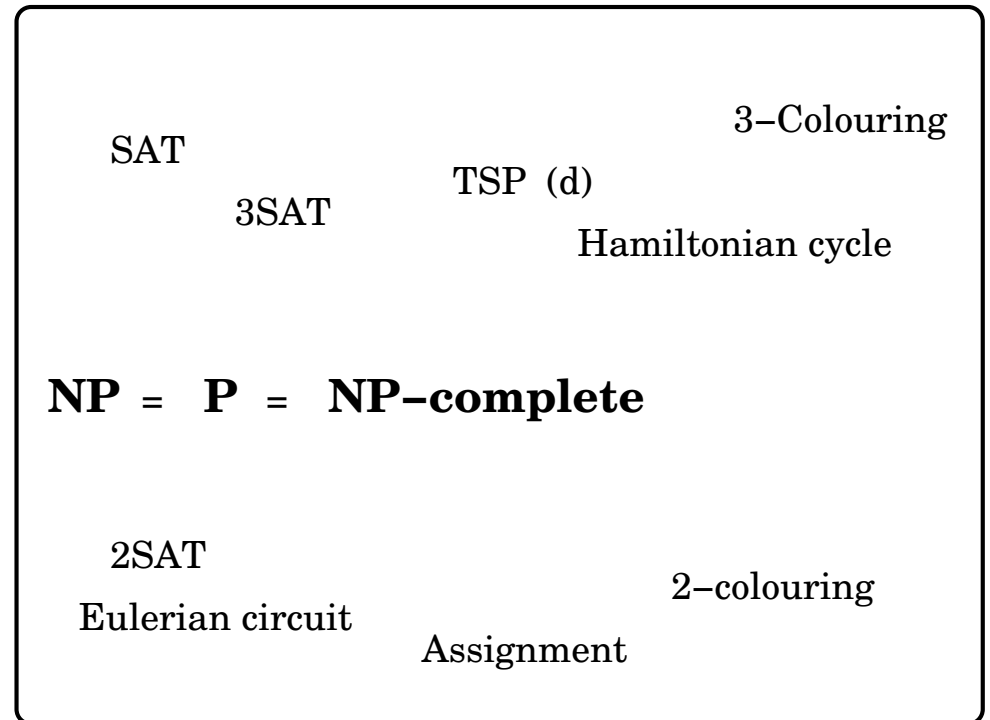 3–Colouring
SAT
TSP (d)
3SAT
Hamiltonian cycle
NP = P = NP–complete
2SAT
2–colouring
Eulerian circuit
Assignment